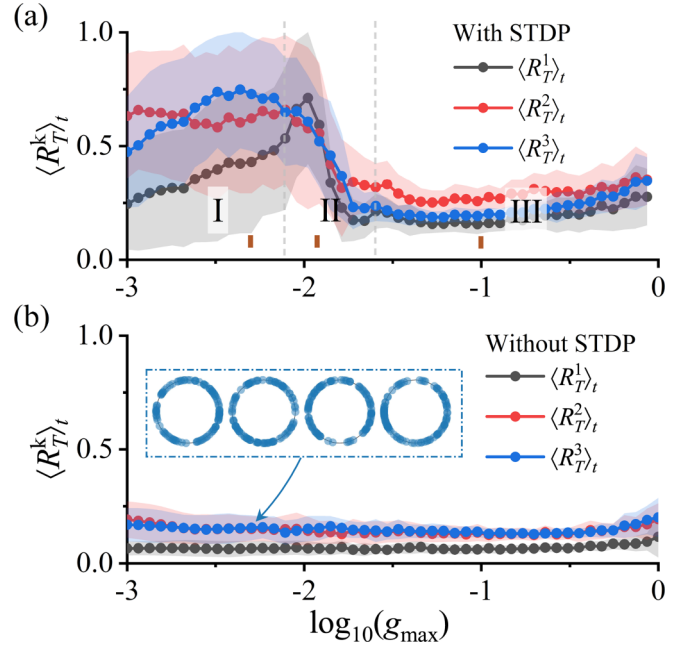 (a)
1.0
0.5
0.0
⟨R_T^k⟩_t
With STDP
⟨R_T^1⟩_t
⟨R_T^2⟩_t
⟨R_T^3⟩_t
I
II
III
-3
-2
-1
0
(b)
1.0
0.5
0.0
⟨R_T^k⟩_t
Without STDP
⟨R_T^1⟩_t
⟨R_T^2⟩_t
⟨R_T^3⟩_t
-3
-2
-1
0
log₁₀(g_max)